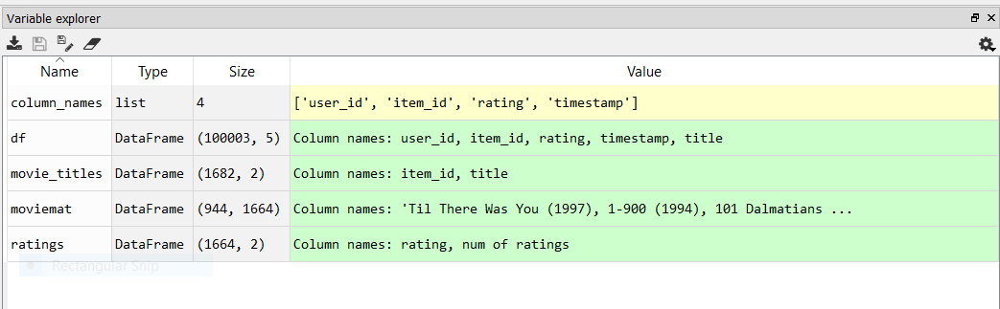 Variable explorer
Name Type Size Value
column_names list 4 ['user_id', 'item_id', 'rating', 'timestamp']
df DataFrame (100003, 5) Column names: user_id, item_id, rating, timestamp, title
movie_titles DataFrame (1682, 2) Column names: item_id, title
moviemat DataFrame (944, 1664) Column names: 'Til There Was You (1997), 1-900 (1994), 101 Dalmatians ...
ratings DataFrame (1664, 2) Column names: rating, num of ratings
Rectangular Snip